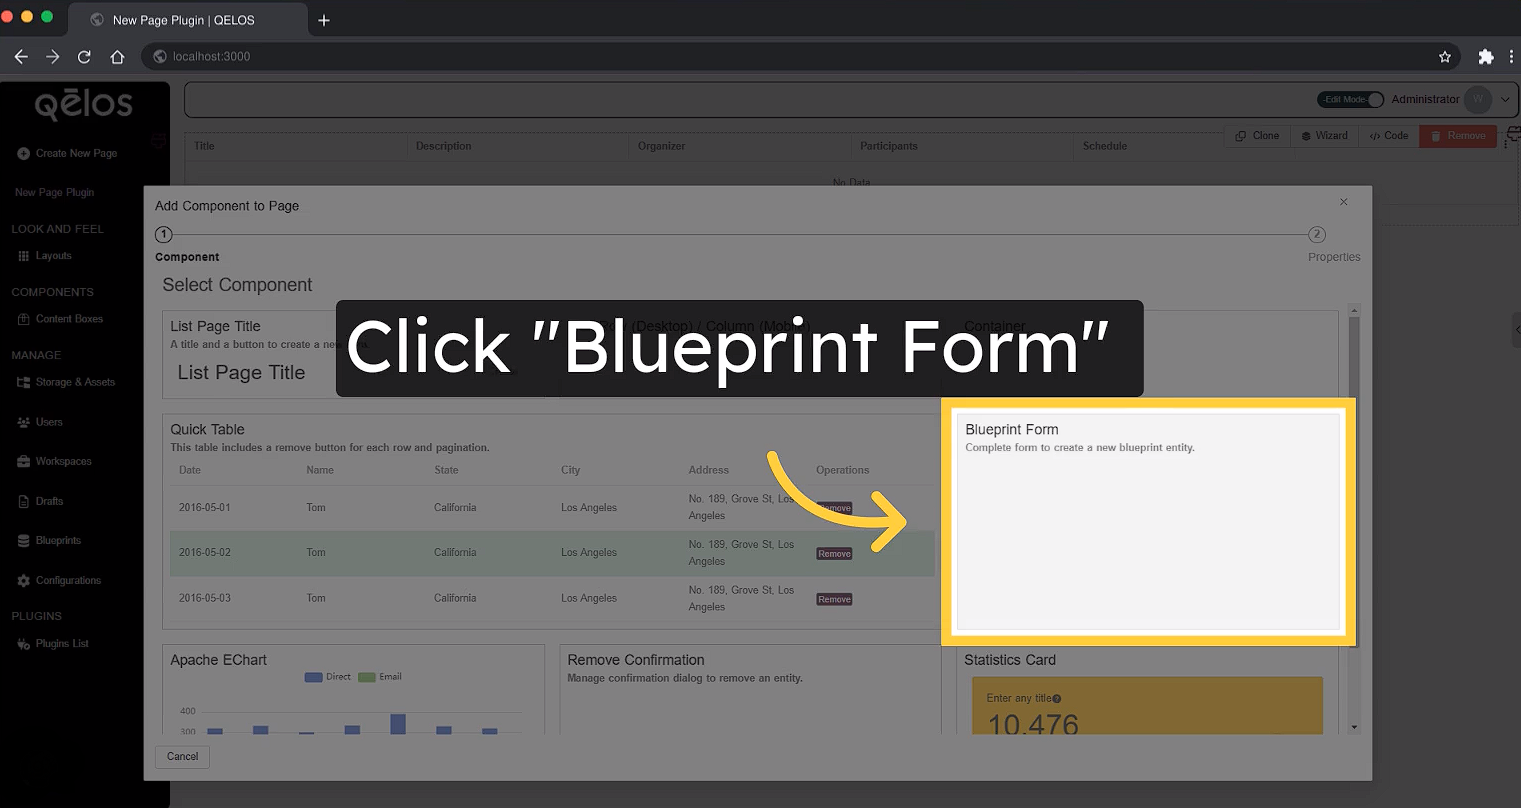 New Page Plugin | QELOS
localhost:3000
qēlos
Edit Mode
Administrator
W
Create New Page
New Page Plugin
LOOK AND FEEL
Layouts
COMPONENTS
Content Boxes
MANAGE
Storage & Assets
Users
Workspaces
Drafts
Blueprints
Configurations
PLUGINS
Plugins List
Clone
Wizard
</> Code
Remove
Title
Description
Organizer
Participants
Schedule
No Data
Add Component to Page
1
2
Component
Properties
Select Component
List Page Title
A title and a button to create a new
List Page Title
(Desktop) / Column (Mobile)
Container
Click "Blueprint Form"
Quick Table
This table includes a remove button for each row and pagination.
Date Name State City Address Operations
2016-05-01 Tom California Los Angeles No. 189, Grove St, Los Angeles Remove
2016-05-02 Tom California Los Angeles No. 189, Grove St, Los Angeles Remove
2016-05-03 Tom California Los Angeles No. 189, Grove St, Los Angeles Remove
Blueprint Form
Complete form to create a new blueprint entity.
Apache EChart
Direct Email
400
300
Remove Confirmation
Manage confirmation dialog to remove an entity.
Statistics Card
Enter any title
10,476
Cancel